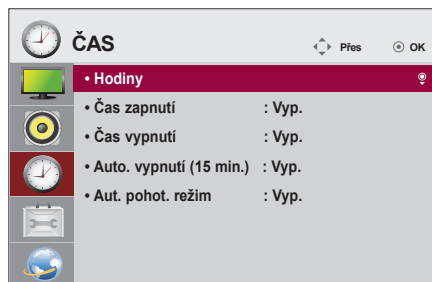 ČAS Přes OK
• Hodiny
• Čas zapnutí : Vyp.
• Čas vypnutí : Vyp.
• Auto. vypnutí (15 min.) : Vyp.
• Aut. pohot. režim : Vyp.